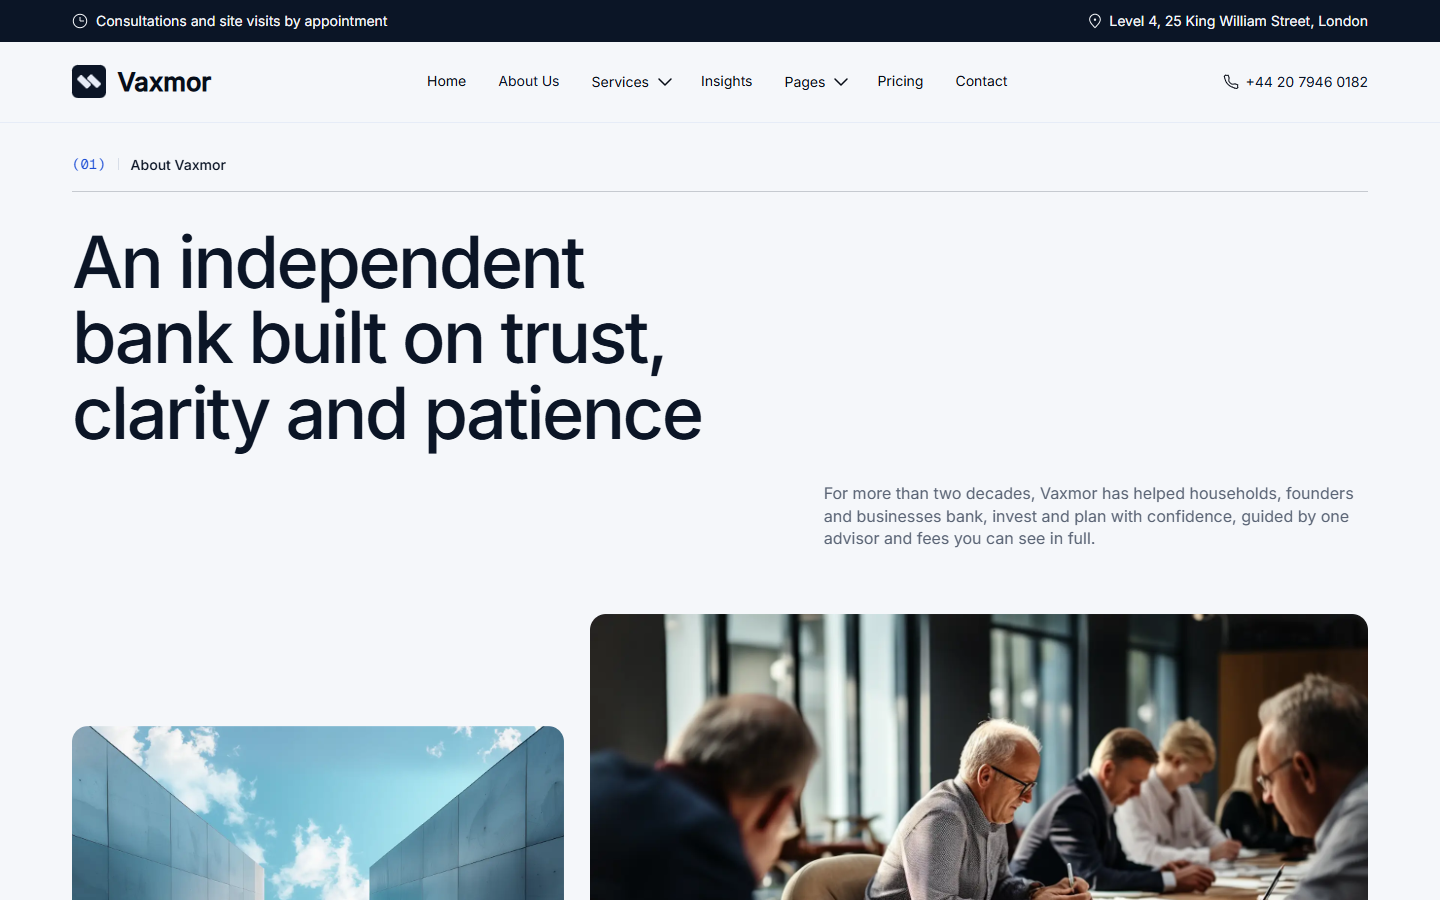 Consultations and site visits by appointment
Level 4, 25 King William Street, London
Vaxmor
Home
About Us
Services
Insights
Pages
Pricing
Contact
+44 20 7946 0182
(01)
About Vaxmor
An independent
bank built on trust,
clarity and patience
For more than two decades, Vaxmor has helped households, founders
and businesses bank, invest and plan with confidence, guided by one
advisor and fees you can see in full.